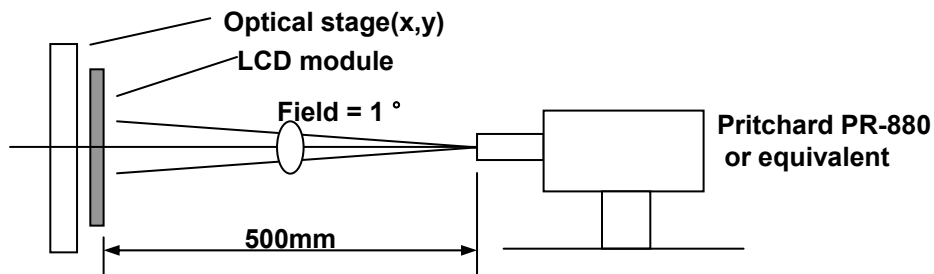 Optical stage(x,y)
LCD module
Field = 1 °
Pritchard PR-880
or equivalent
500mm